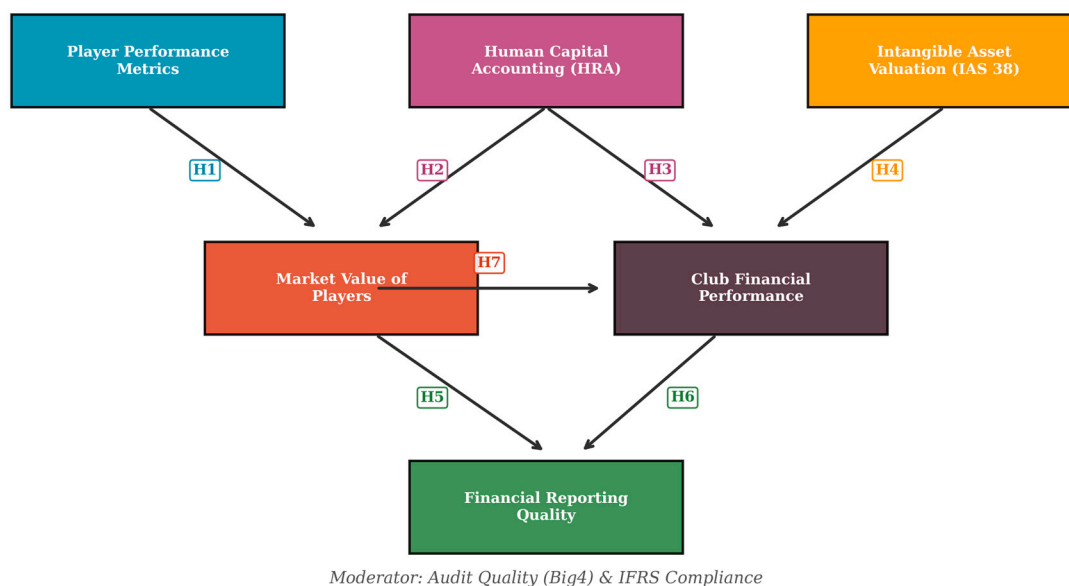 Player Performance
Metrics
Human Capital
Accounting (HRA)
Intangible Asset
Valuation (IAS 38)
H1
H2
H3
H4
Market Value of
Players
H7
Club Financial
Performance
H5
H6
Financial Reporting
Quality
Moderator: Audit Quality (Big4) & IFRS Compliance